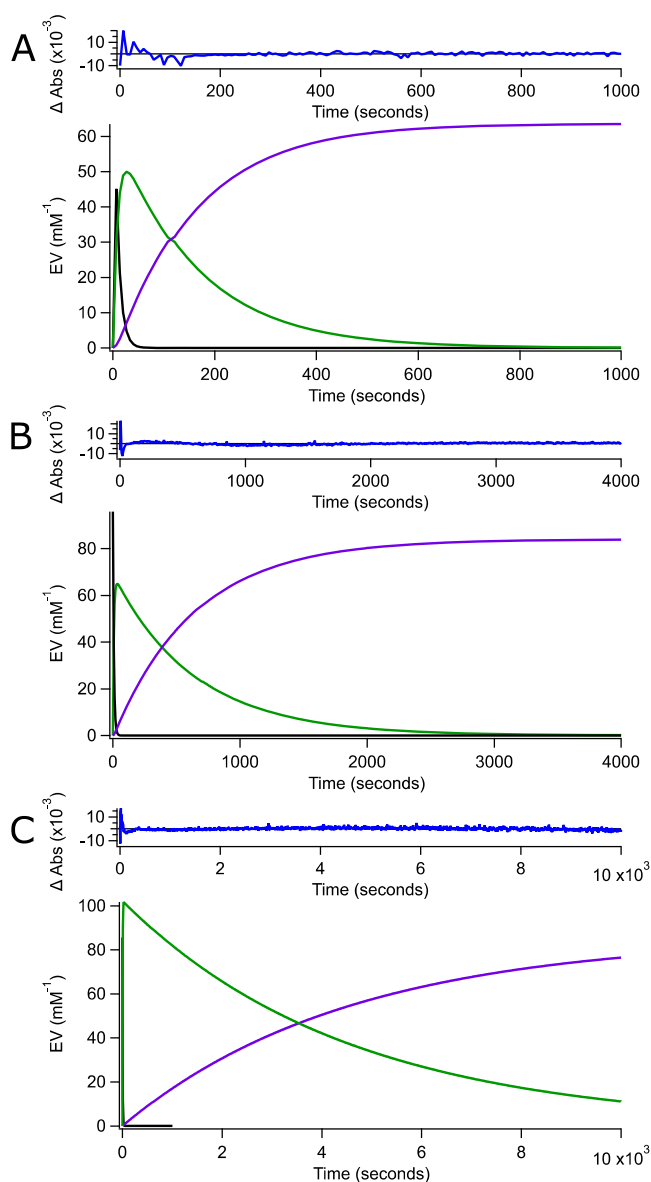 A
Δ Abs (x10⁻³)
10
-10
0 200 400 600 800 1000
Time (seconds)
EV (mM⁻¹)
60
50
40
30
20
10
0
0 200 400 600 800 1000
Time (seconds)
B
Δ Abs (x10⁻³)
10
-10
0 1000 2000 3000 4000
Time (seconds)
EV (mM⁻¹)
80
60
40
20
0
0 1000 2000 3000 4000
Time (seconds)
C
Δ Abs (x10⁻³)
10
-10
0 2 4 6 8 10 x10³
Time (seconds)
EV (mM⁻¹)
100
80
60
40
20
0
0 2 4 6 8 10 x10³
Time (seconds)